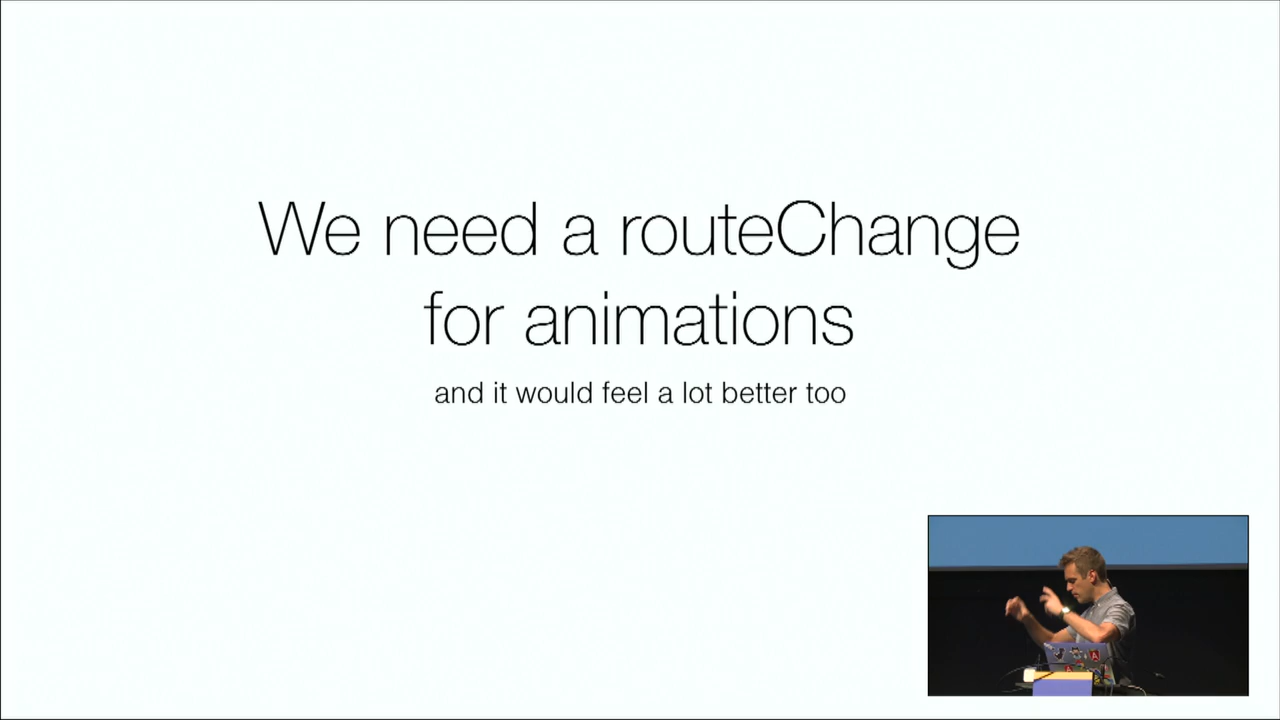 We need a routeChange
for animations
and it would feel a lot better too